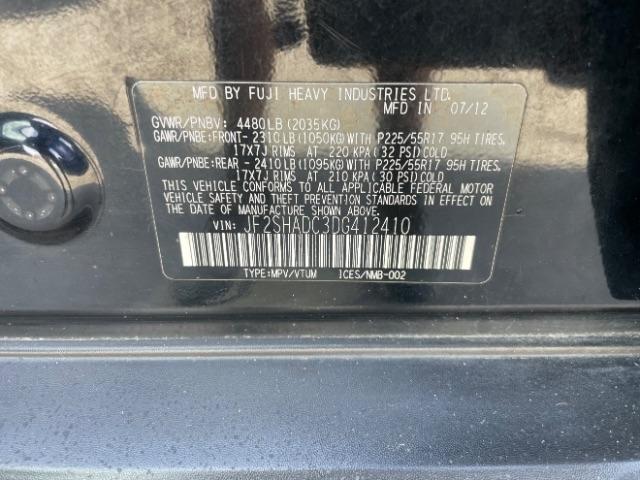 MFD BY FUJI HEAVY INDUSTRIES LTD.
MFD IN 07/12
GVWR/PNBV: 4480LB(2035KG)
GAWR/PNBE:FRONT- 2310LB(1050KG)WITH P225/55R17 95H TIRES,
17X7J RIMS AT 220 KPA(32 PSI)COLD
GAWR/PNBE:REAR - 2410LB(1095KG)WITH P225/55R17 95H TIRES,
17X7J RIMS AT 210 KPA(30 PSI)COLD
THIS VEHICLE CONFORMS TO ALL APPLICABLE FEDERAL MOTOR
VEHICLE SAFETY AND THEFT PREVENTION STANDARDS IN EFFECT
ON THE DATE OF MANUFACTURE SHOWN ABOVE.
VIN: JF2SHADC3DG412410
TYPE:MPV/VTUM ICES/NMB-002